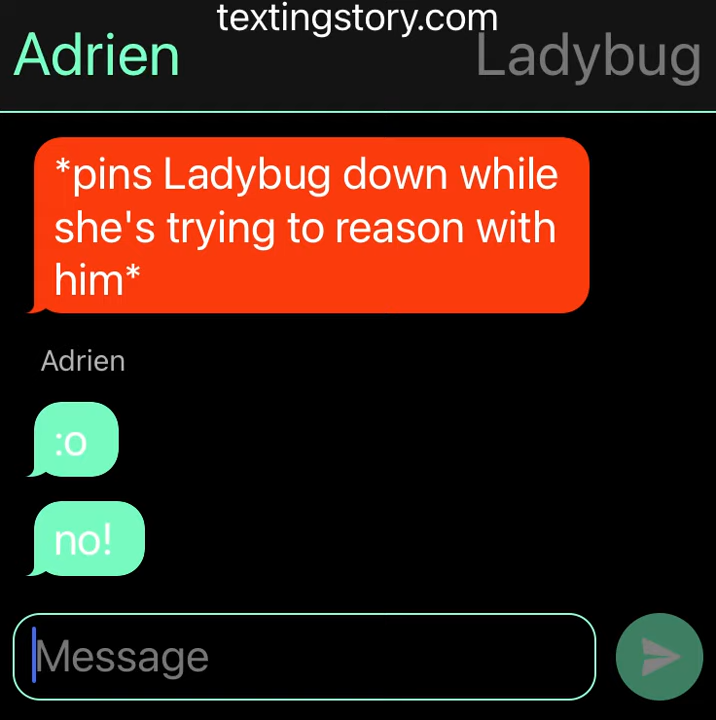 textingstory.com
Adrien Ladybug
*pins Ladybug down while
she's trying to reason with
him*
Adrien
:o
no!
Message